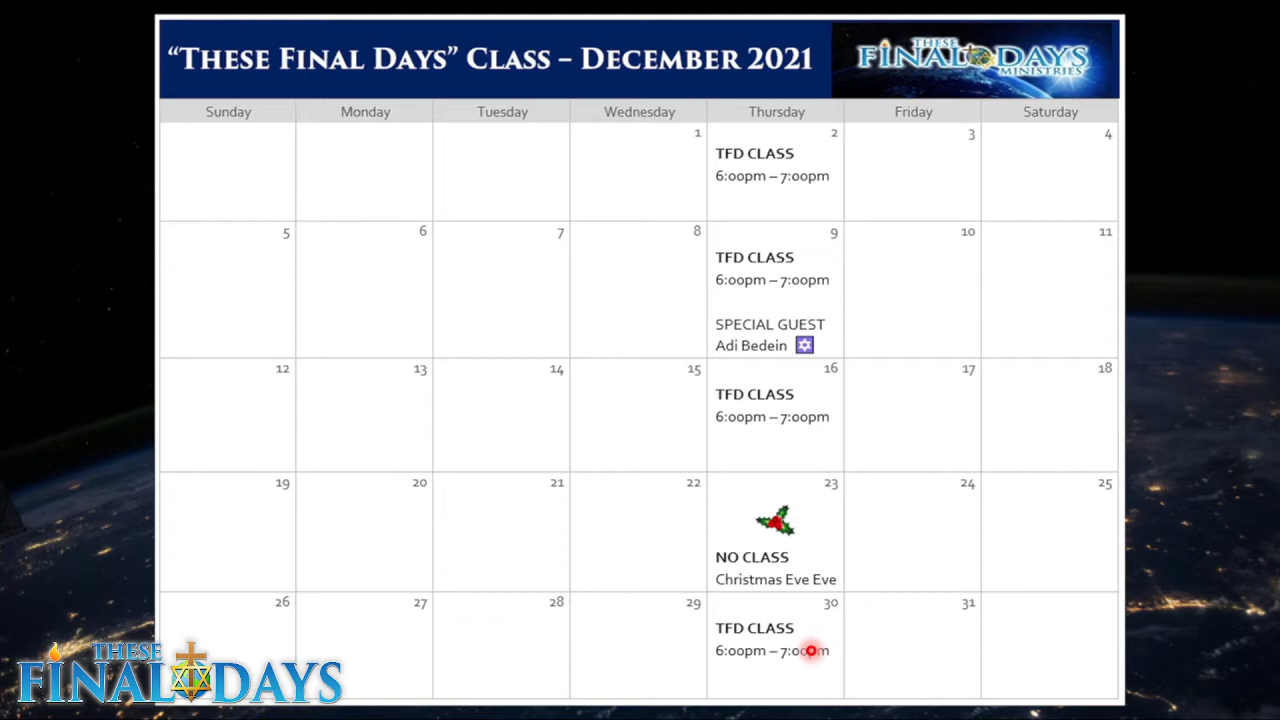 “THESE FINAL DAYS” CLASS – DECEMBER 2021
THESE
FINAL DAYS
MINISTRIES
Sunday Monday Tuesday Wednesday Thursday Friday Saturday
1 2 3 4
TFD CLASS
6:00pm – 7:00pm
5 6 7 8 9 10 11
TFD CLASS
6:00pm – 7:00pm
SPECIAL GUEST
Adi Bedein
12 13 14 15 16 17 18
TFD CLASS
6:00pm – 7:00pm
19 20 21 22 23 24 25
NO CLASS
Christmas Eve Eve
26 27 28 29 30 31
TFD CLASS
6:00pm – 7:00pm
THESE
FINAL DAYS